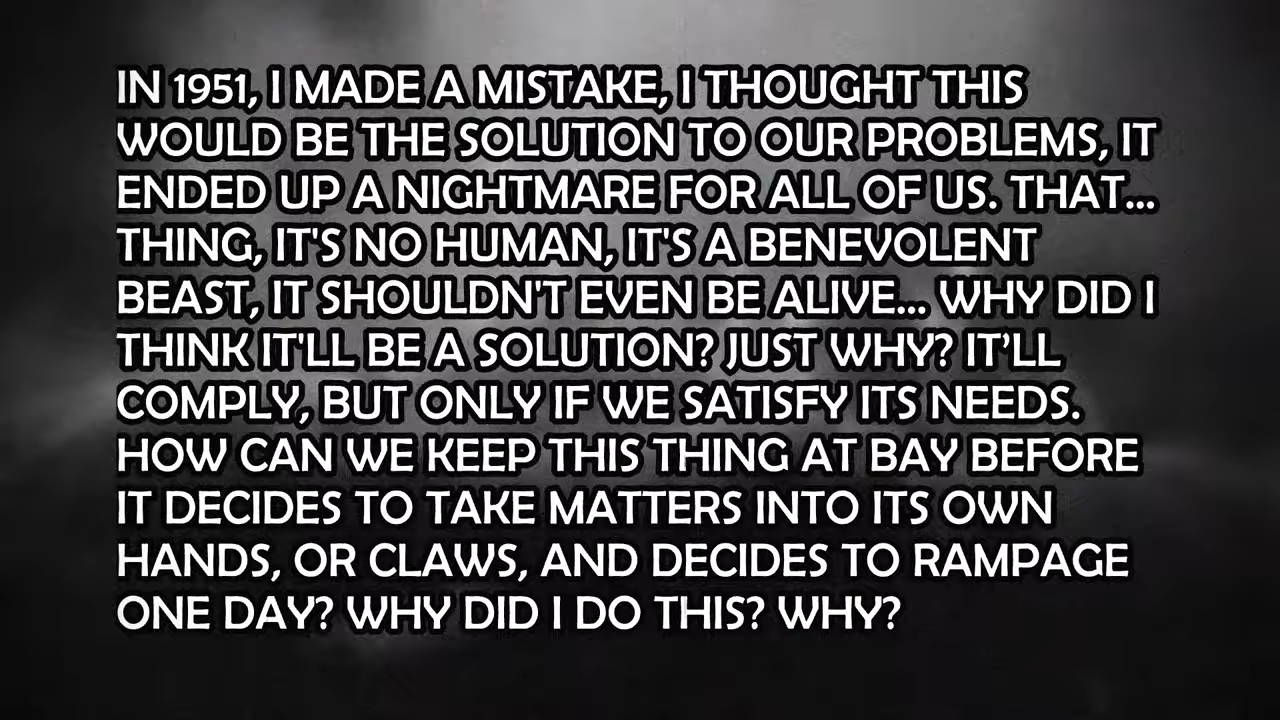 IN 1951, I MADE A MISTAKE, I THOUGHT THIS
WOULD BE THE SOLUTION TO OUR PROBLEMS, IT
ENDED UP A NIGHTMARE FOR ALL OF US. THAT...
THING, IT'S NO HUMAN, IT'S A BENEVOLENT
BEAST, IT SHOULDN'T EVEN BE ALIVE... WHY DID I
THINK IT'LL BE A SOLUTION? JUST WHY? IT’LL
COMPLY, BUT ONLY IF WE SATISFY ITS NEEDS.
HOW CAN WE KEEP THIS THING AT BAY BEFORE
IT DECIDES TO TAKE MATTERS INTO ITS OWN
HANDS, OR CLAWS, AND DECIDES TO RAMPAGE
ONE DAY? WHY DID I DO THIS? WHY?